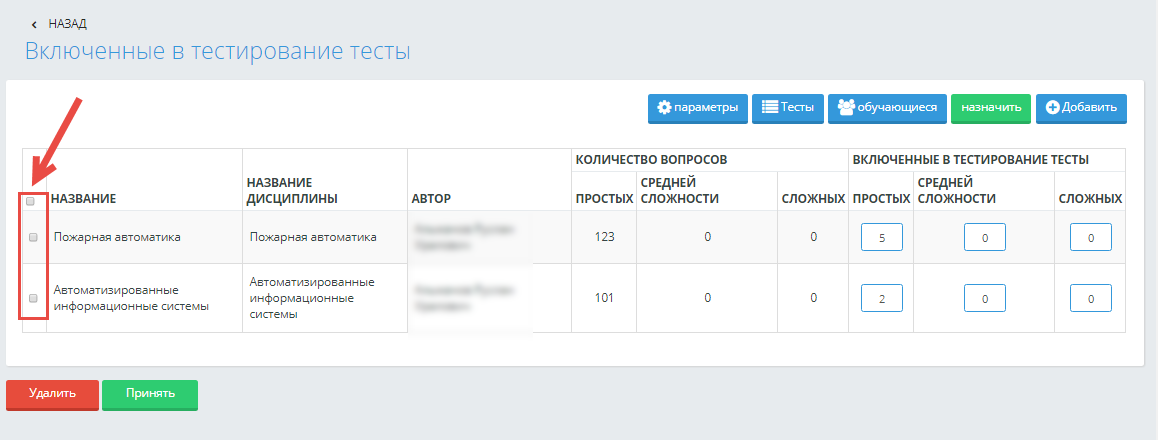 НАЗАД
Включенные в тестирование тесты
параметры Тесты обучающиеся назначить Добавить
КОЛИЧЕСТВО ВОПРОСОВ ВКЛЮЧЕННЫЕ В ТЕСТИРОВАНИЕ ТЕСТЫ
НАЗВАНИЕ НАЗВАНИЕ ДИСЦИПЛИНЫ АВТОР ПРОСТЫХ СРЕДНЕЙ СЛОЖНОСТИ СЛОЖНЫХ ПРОСТЫХ СРЕДНЕЙ СЛОЖНОСТИ СЛОЖНЫХ
Пожарная автоматика Пожарная автоматика 123 0 0 5 0 0
Автоматизированные информационные системы Автоматизированные информационные системы 101 0 0 2 0 0
Удалить Принять